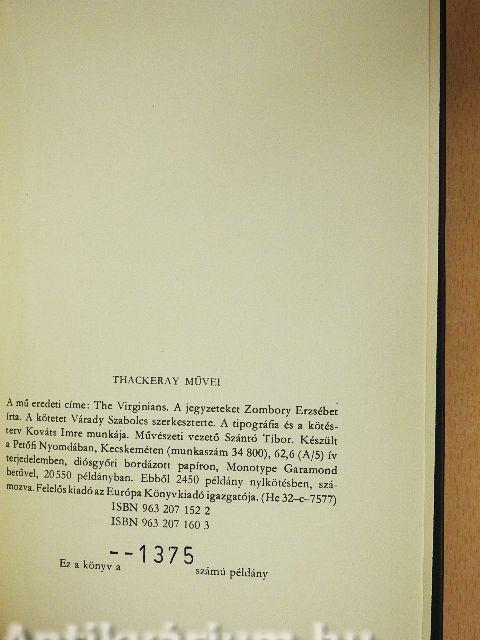 THACKERAY MŰVEI
A mű eredeti címe: The Virginians. A jegyzeteket Zombory Erzsébet
írta. A kötetet Várady Szabolcs szerkesztette. A tipográfia és a kötés-
terv Kováts Imre munkája. Művészeti vezető Szántó Tibor. Készült
a Petőfi Nyomdában, Kecskeméten (munkaszám 34 800), 62,6 (A/5) ív
terjedelemben, diósgyőri bordázott papíron, Monotype Garamond
betűvel, 20 550 példányban. Ebből 2450 példány nylkötésben, szá-
mozva. Felelős kiadó az Európa Könyvkiadó igazgatója. (He 32–c–7577)
ISBN 963 207 152 2
ISBN 963 207 160 3
Ez a könyv a --1375 számú példány
Antikvárium.hu